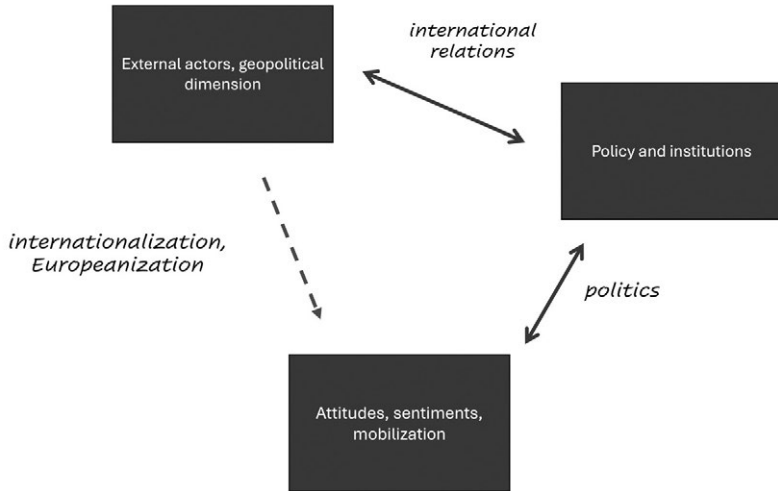 international
relations
External actors, geopolitical
dimension
Policy and institutions
internationalization,
Europeanization
politics
Attitudes, sentiments,
mobilization